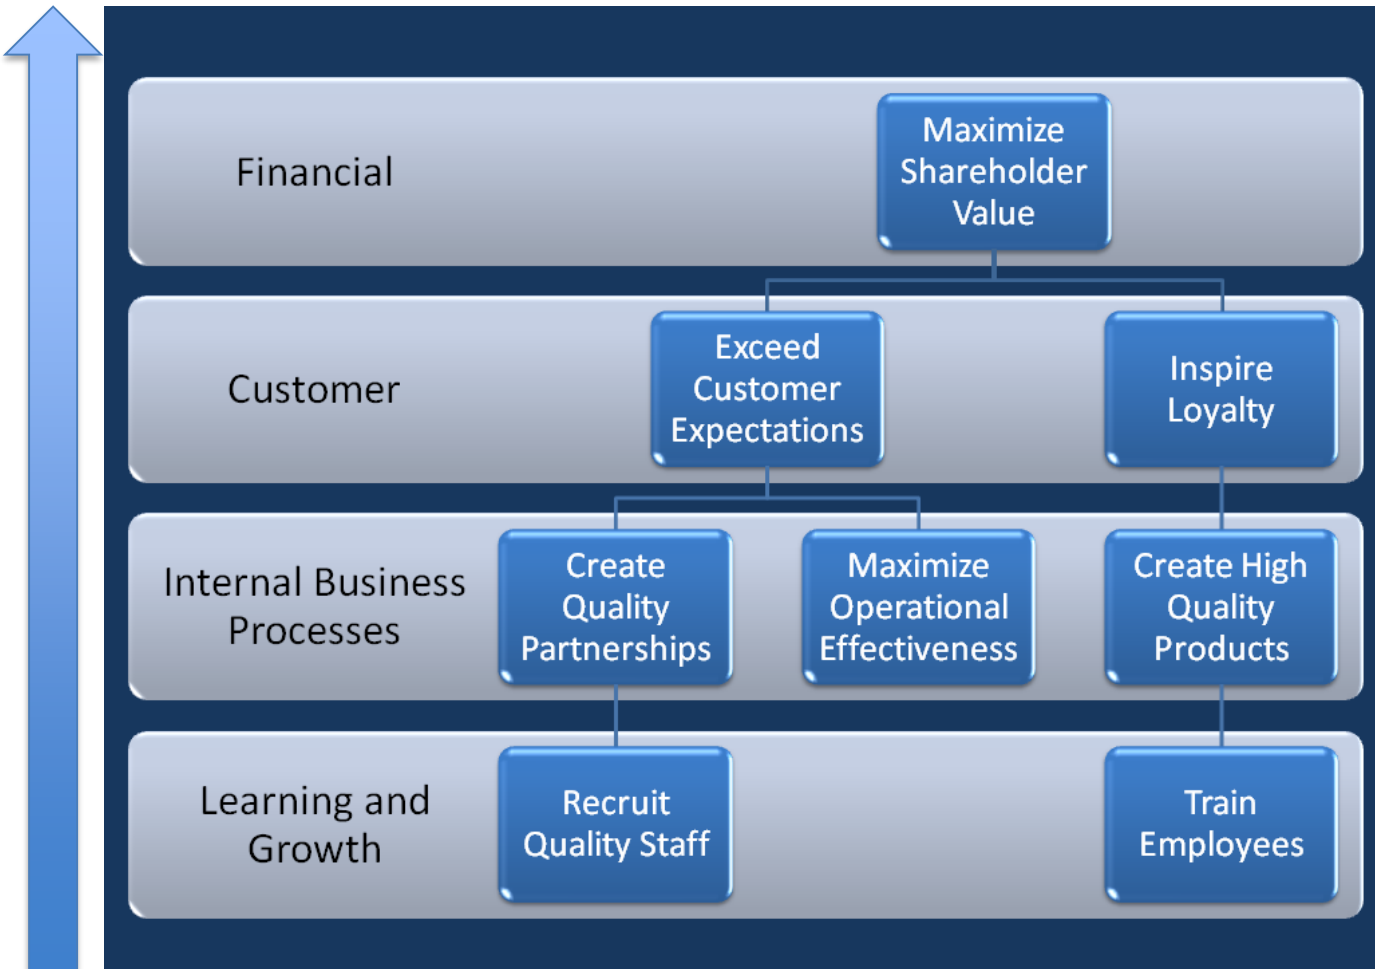 Financial
Maximize
Shareholder
Value
Customer
Exceed
Customer
Expectations
Inspire
Loyalty
Internal Business
Processes
Create
Quality
Partnerships
Maximize
Operational
Effectiveness
Create High
Quality
Products
Learning and
Growth
Recruit
Quality Staff
Train
Employees